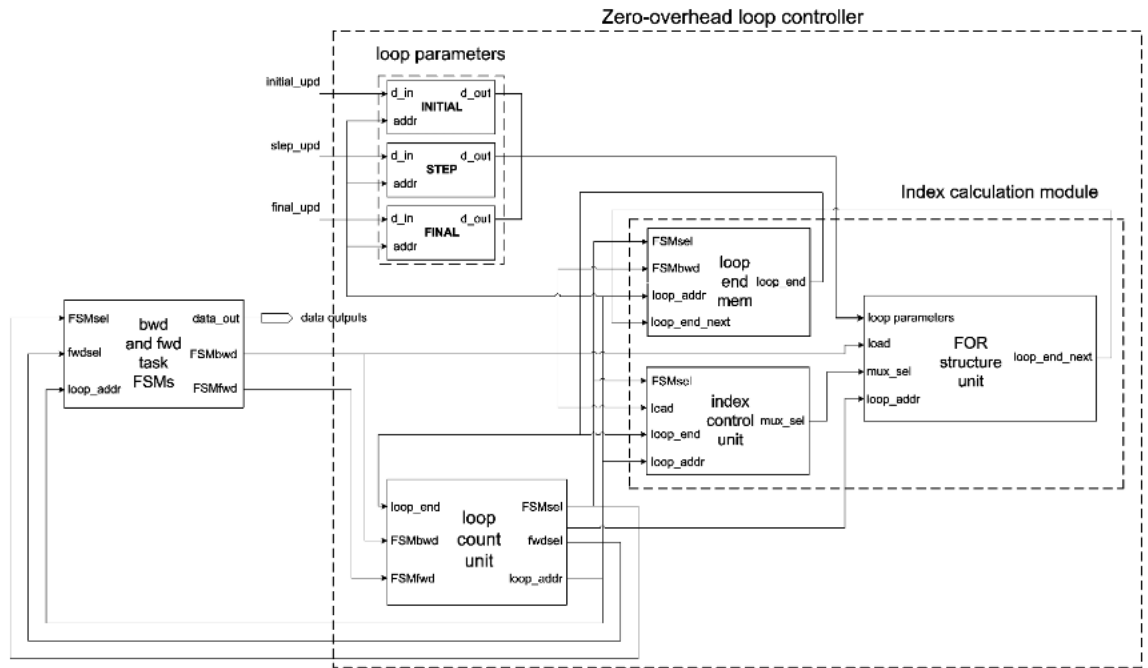 Zero-overhead loop controller
loop parameters
initial_upd
d_in d_out
INITIAL
addr
step_upd
d_in d_out
STEP
addr
final_upd
d_in d_out
FINAL
addr
Index calculation module
FSMsel
FSMbwd
loop_addr
loop_end_next
loop
end
mem
loop_end
FSMsel
fwdsel
loop_addr
bwd
and fwd
task
FSMs
data_out
FSMbwd
FSMfwd
data outputs
loop parameters
load
mux_sel
loop_addr
FOR
structure
unit
loop_end_next
FSMsel
load
loop_end
loop_addr
index
control
unit
mux_sel
loop_end
FSMbwd
FSMfwd
loop
count
unit
FSMsel
fwdsel
loop_addr